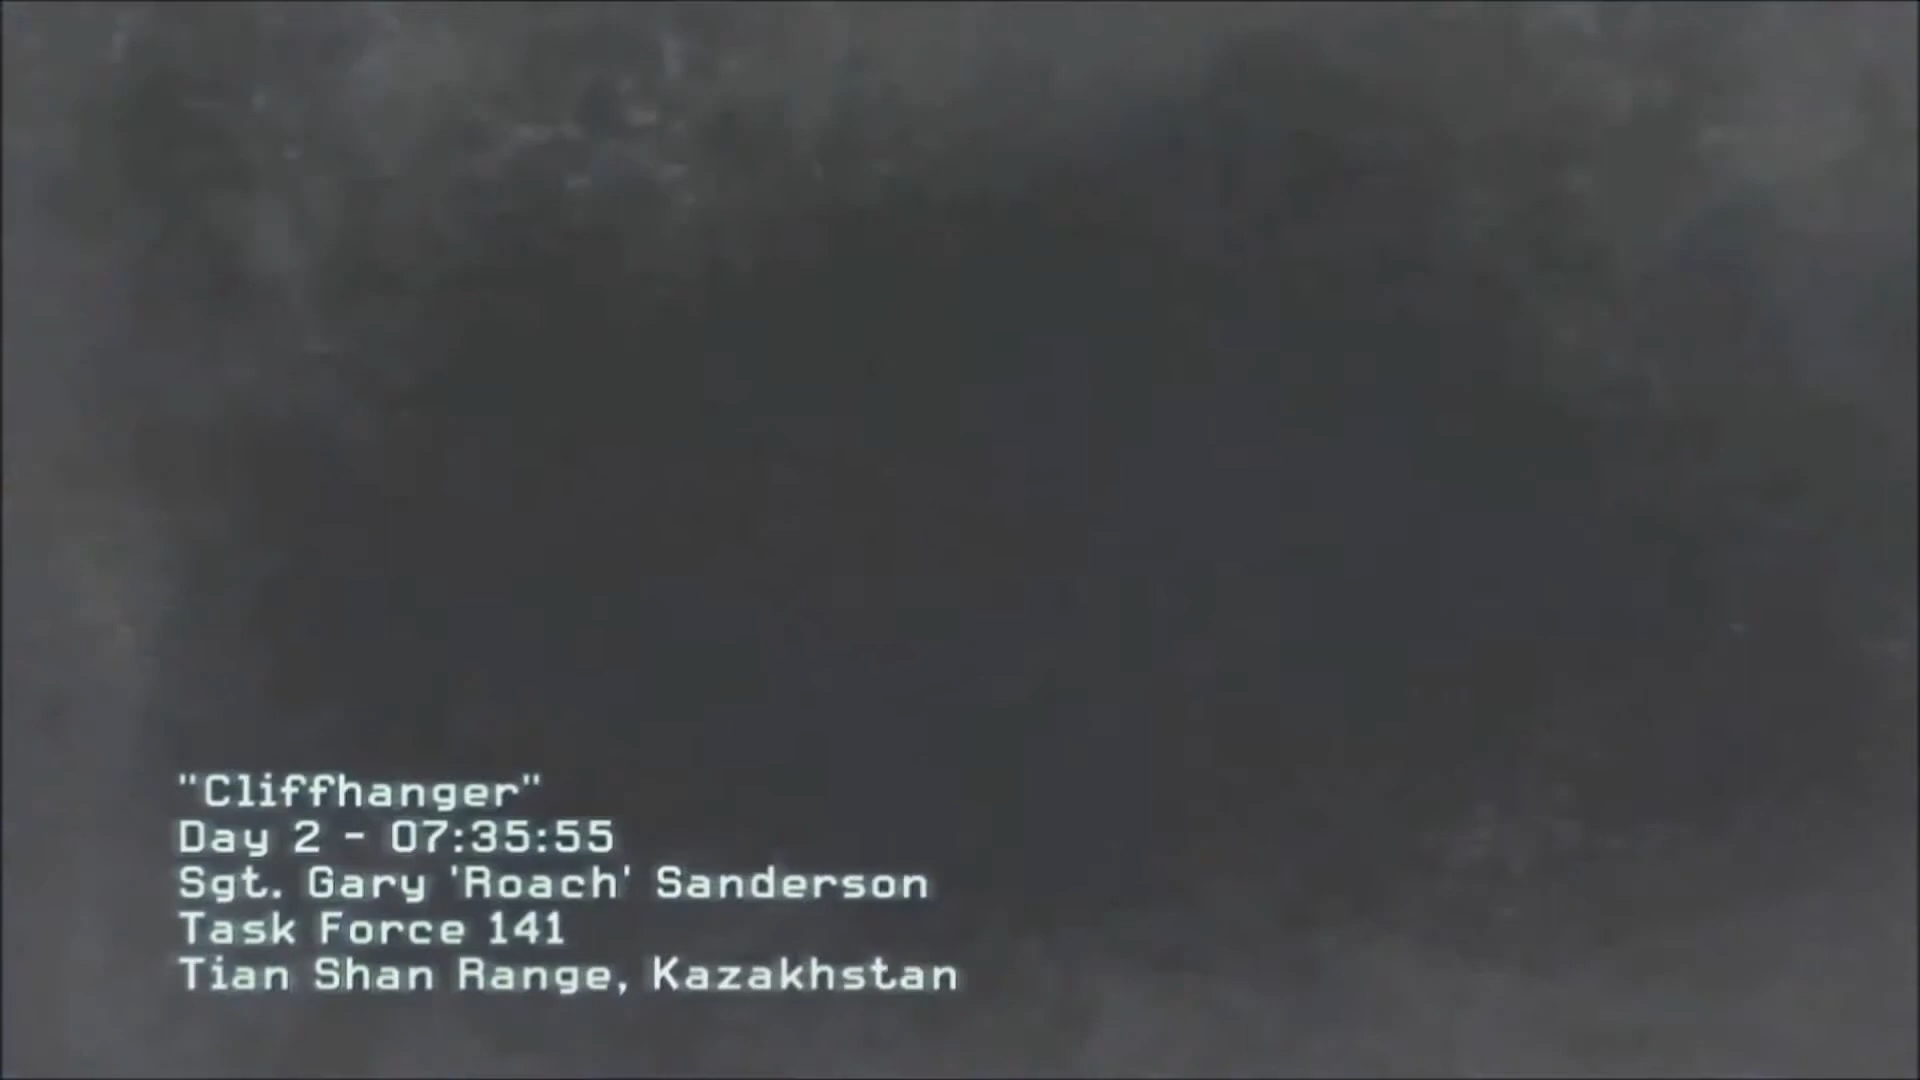 "Cliffhanger"
Day 2 - 07:35:55
Sgt. Gary 'Roach' Sanderson
Task Force 141
Tian Shan Range, Kazakhstan